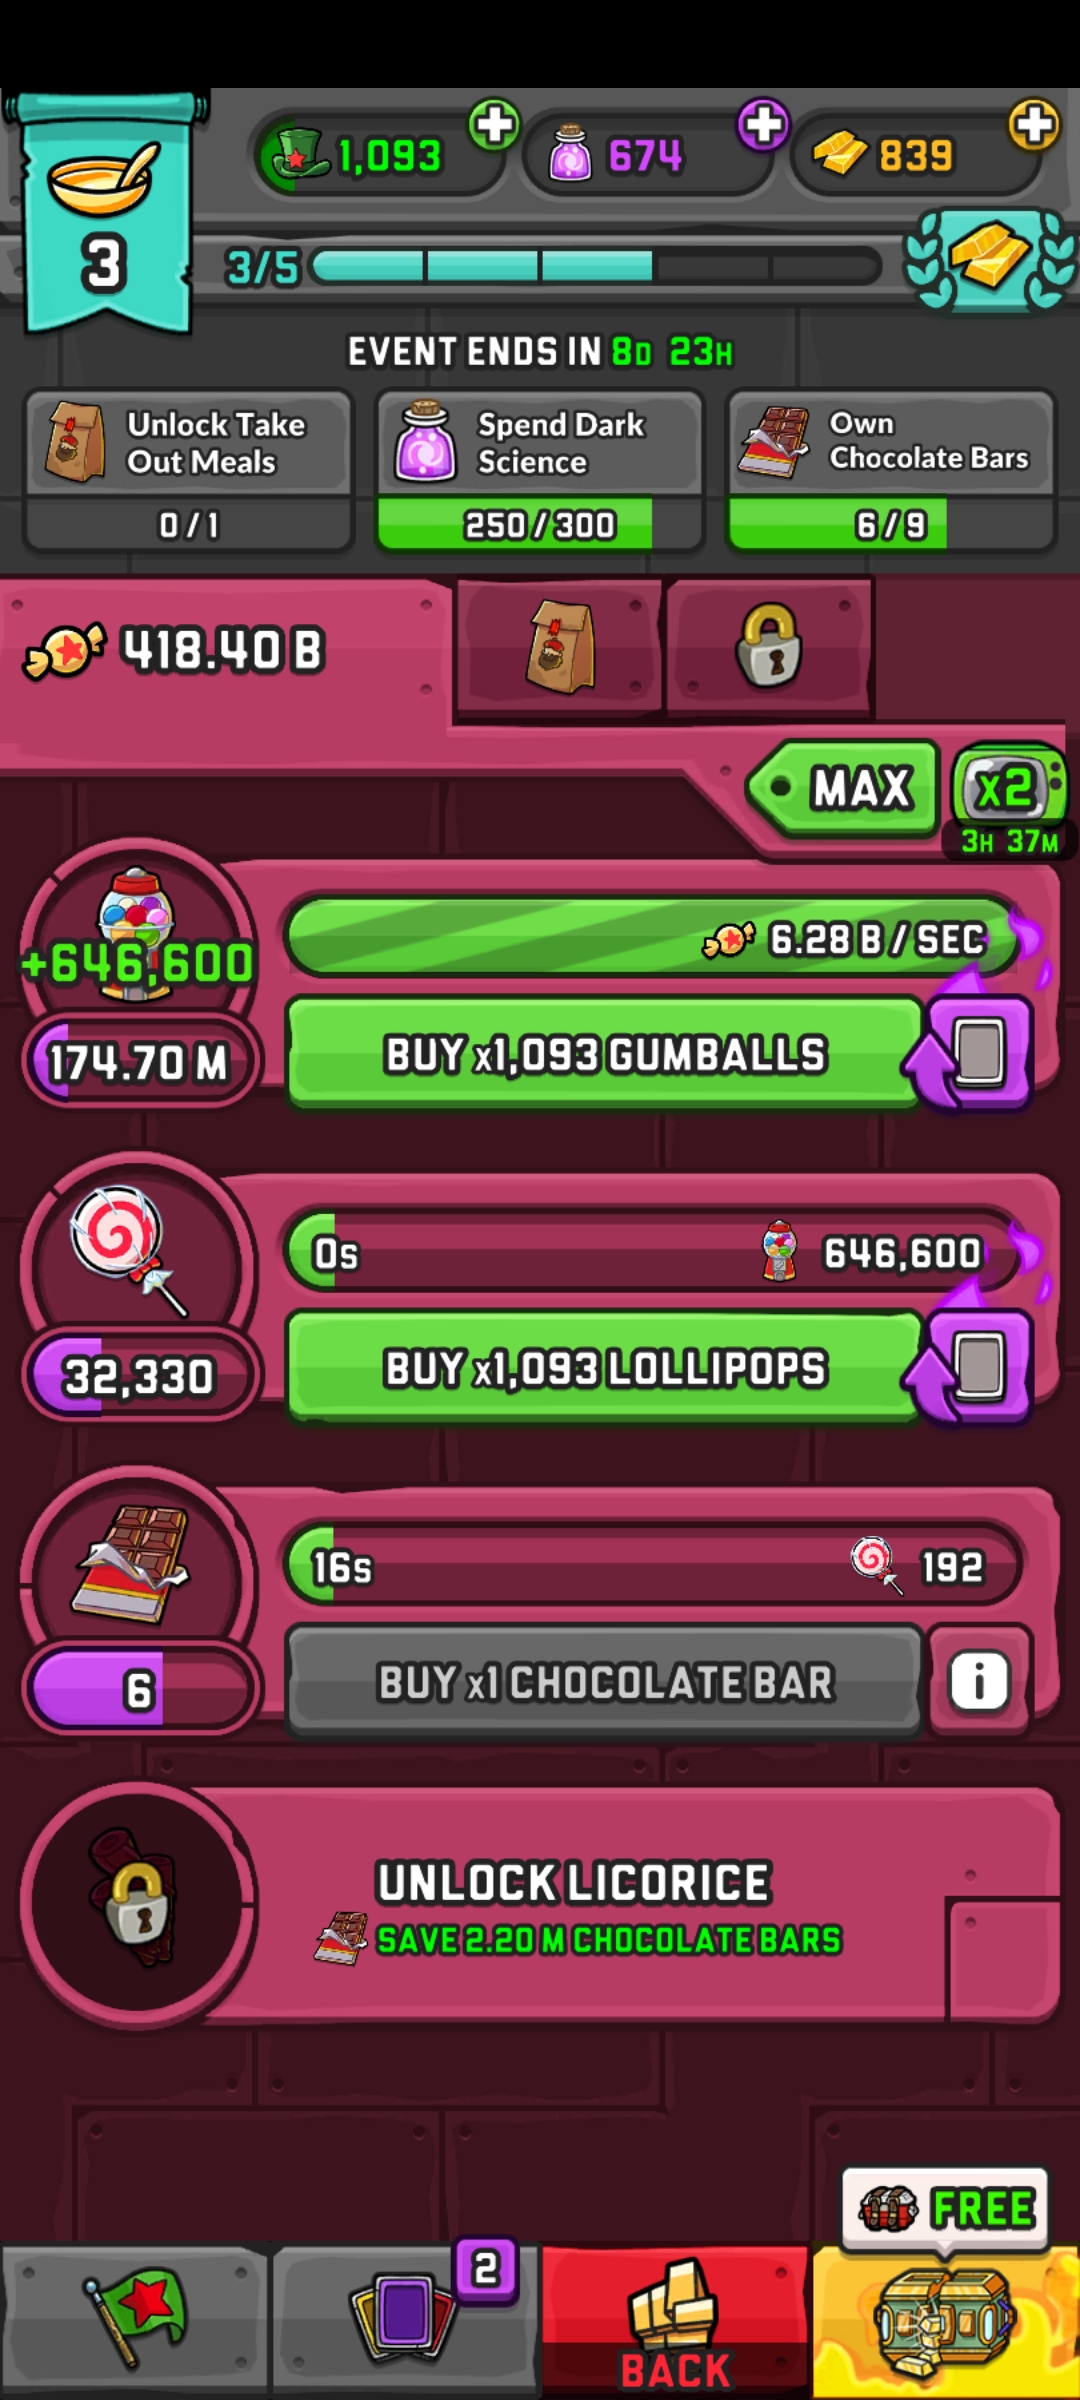 1,093
674
839
3
3/5
EVENT ENDS IN 8D 23H
Unlock Take
Out Meals
0/1
Spend Dark
Science
250/300
Own
Chocolate Bars
6/9
418.40 B
MAX
x2
3H 37M
+646,600
6.28 B / SEC
174.70 M
BUY x1,093 GUMBALLS
0s
646,600
32,330
BUY x1,093 LOLLIPOPS
16s
192
6
BUY x1 CHOCOLATE BAR
i
UNLOCK LICORICE
SAVE 2.20 M CHOCOLATE BARS
FREE
2
BACK